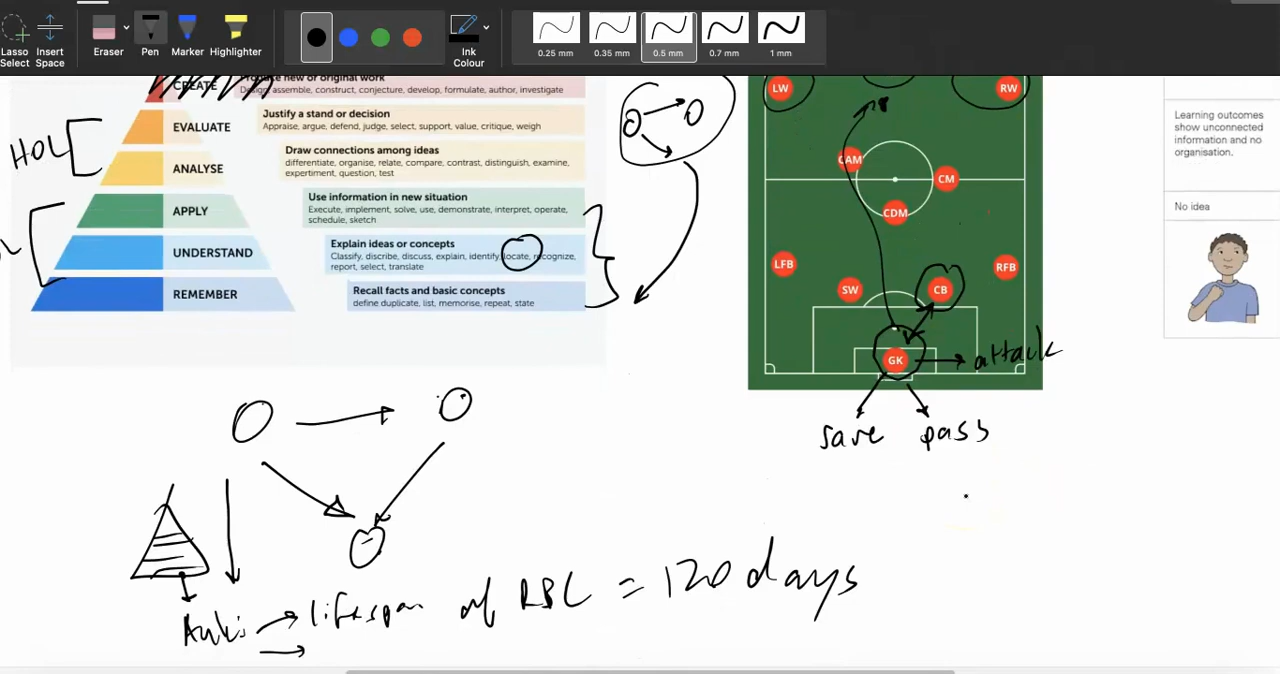 Lasso
Select
Insert
Space
Eraser
Pen
Marker
Highlighter
Ink
Colour
0.25 mm
0.35 mm
0.5 mm
0.7 mm
1 mm
CREATE
Produce new or original work
Design, assemble, construct, conjecture, develop, formulate, author, investigate
HOL
EVALUATE
Justify a stand or decision
Appraise, argue, defend, judge, select, support, value, critique, weigh
ANALYSE
Draw connections among ideas
differentiate, organise, relate, compare, contrast, distinguish, examine,
expertiment, question, test
APPLY
Use information in new situation
Execute, implement, solve, use, demonstrate, interpret, operate,
schedule, sketch
UNDERSTAND
Explain ideas or concepts
Classify, discribe, discuss, explain, identify, locate, recognize,
report, select, translate
REMEMBER
Recall facts and basic concepts
define duplicate, list, memorise, repeat, state
LW
RW
CAM
CM
CDM
LFB
RFB
SW
CB
GK
attack
save
pass
Learning outcomes
show unconnected
information and no
organisation.
No idea
lifespan of RBC = 120 days